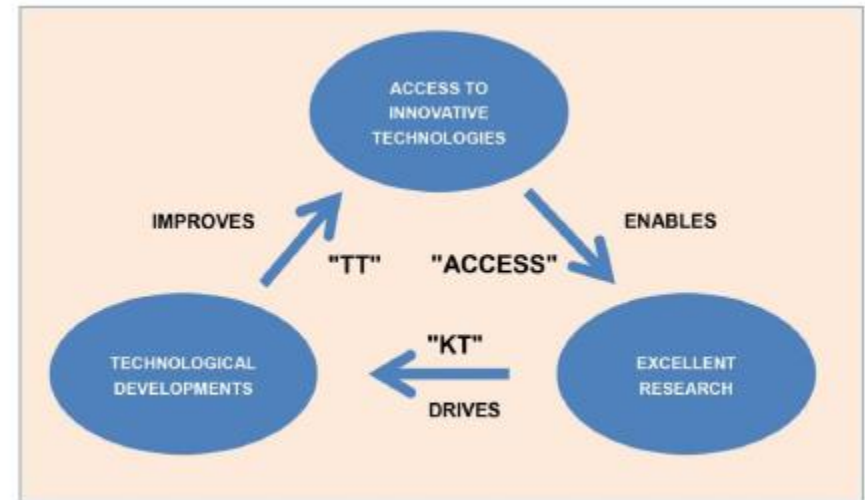 ACCESS TO
INNOVATIVE
TECHNOLOGIES
IMPROVES
ENABLES
"TT"
"ACCESS"
"KT"
TECHNOLOGICAL
DEVELOPMENTS
EXCELLENT
RESEARCH
DRIVES